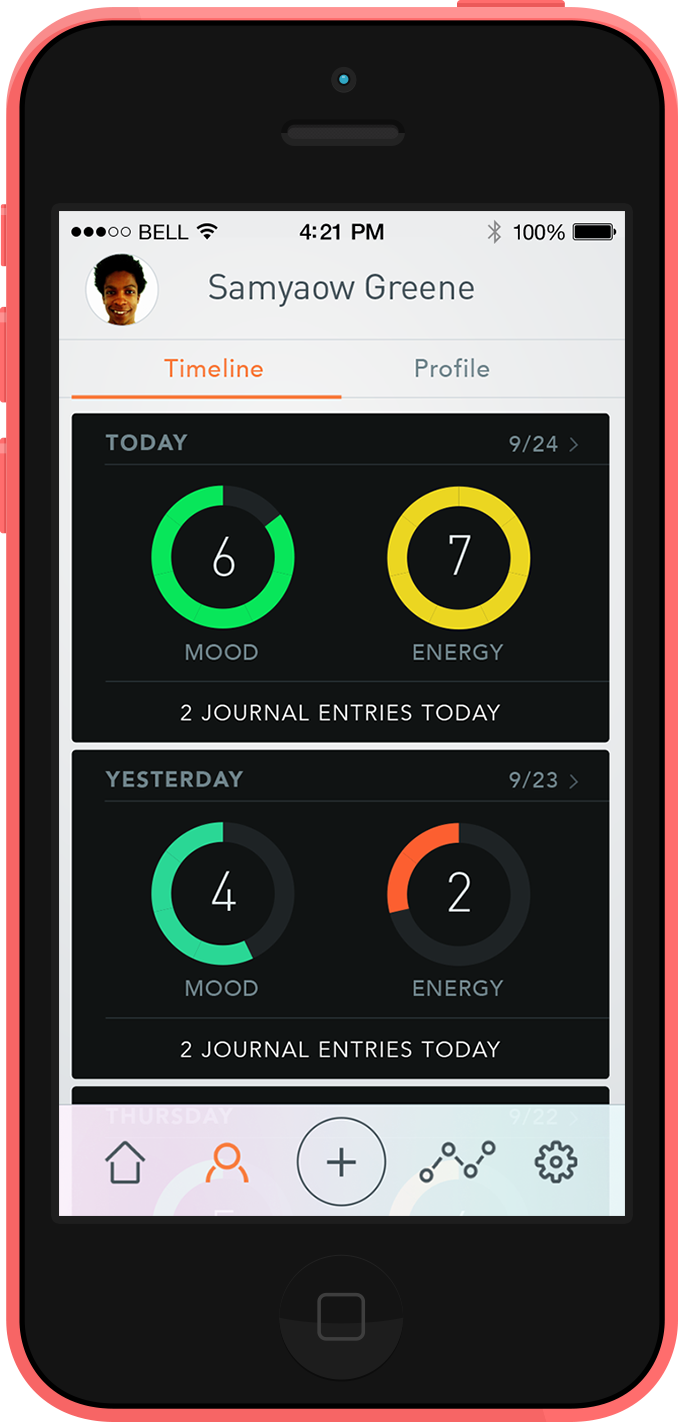 BELL 4:21 PM 100%
Samyaow Greene
Timeline Profile
TODAY 9/24 >
6 7
MOOD ENERGY
2 JOURNAL ENTRIES TODAY
YESTERDAY 9/23 >
4 2
MOOD ENERGY
2 JOURNAL ENTRIES TODAY
THURSDAY 9/22 >